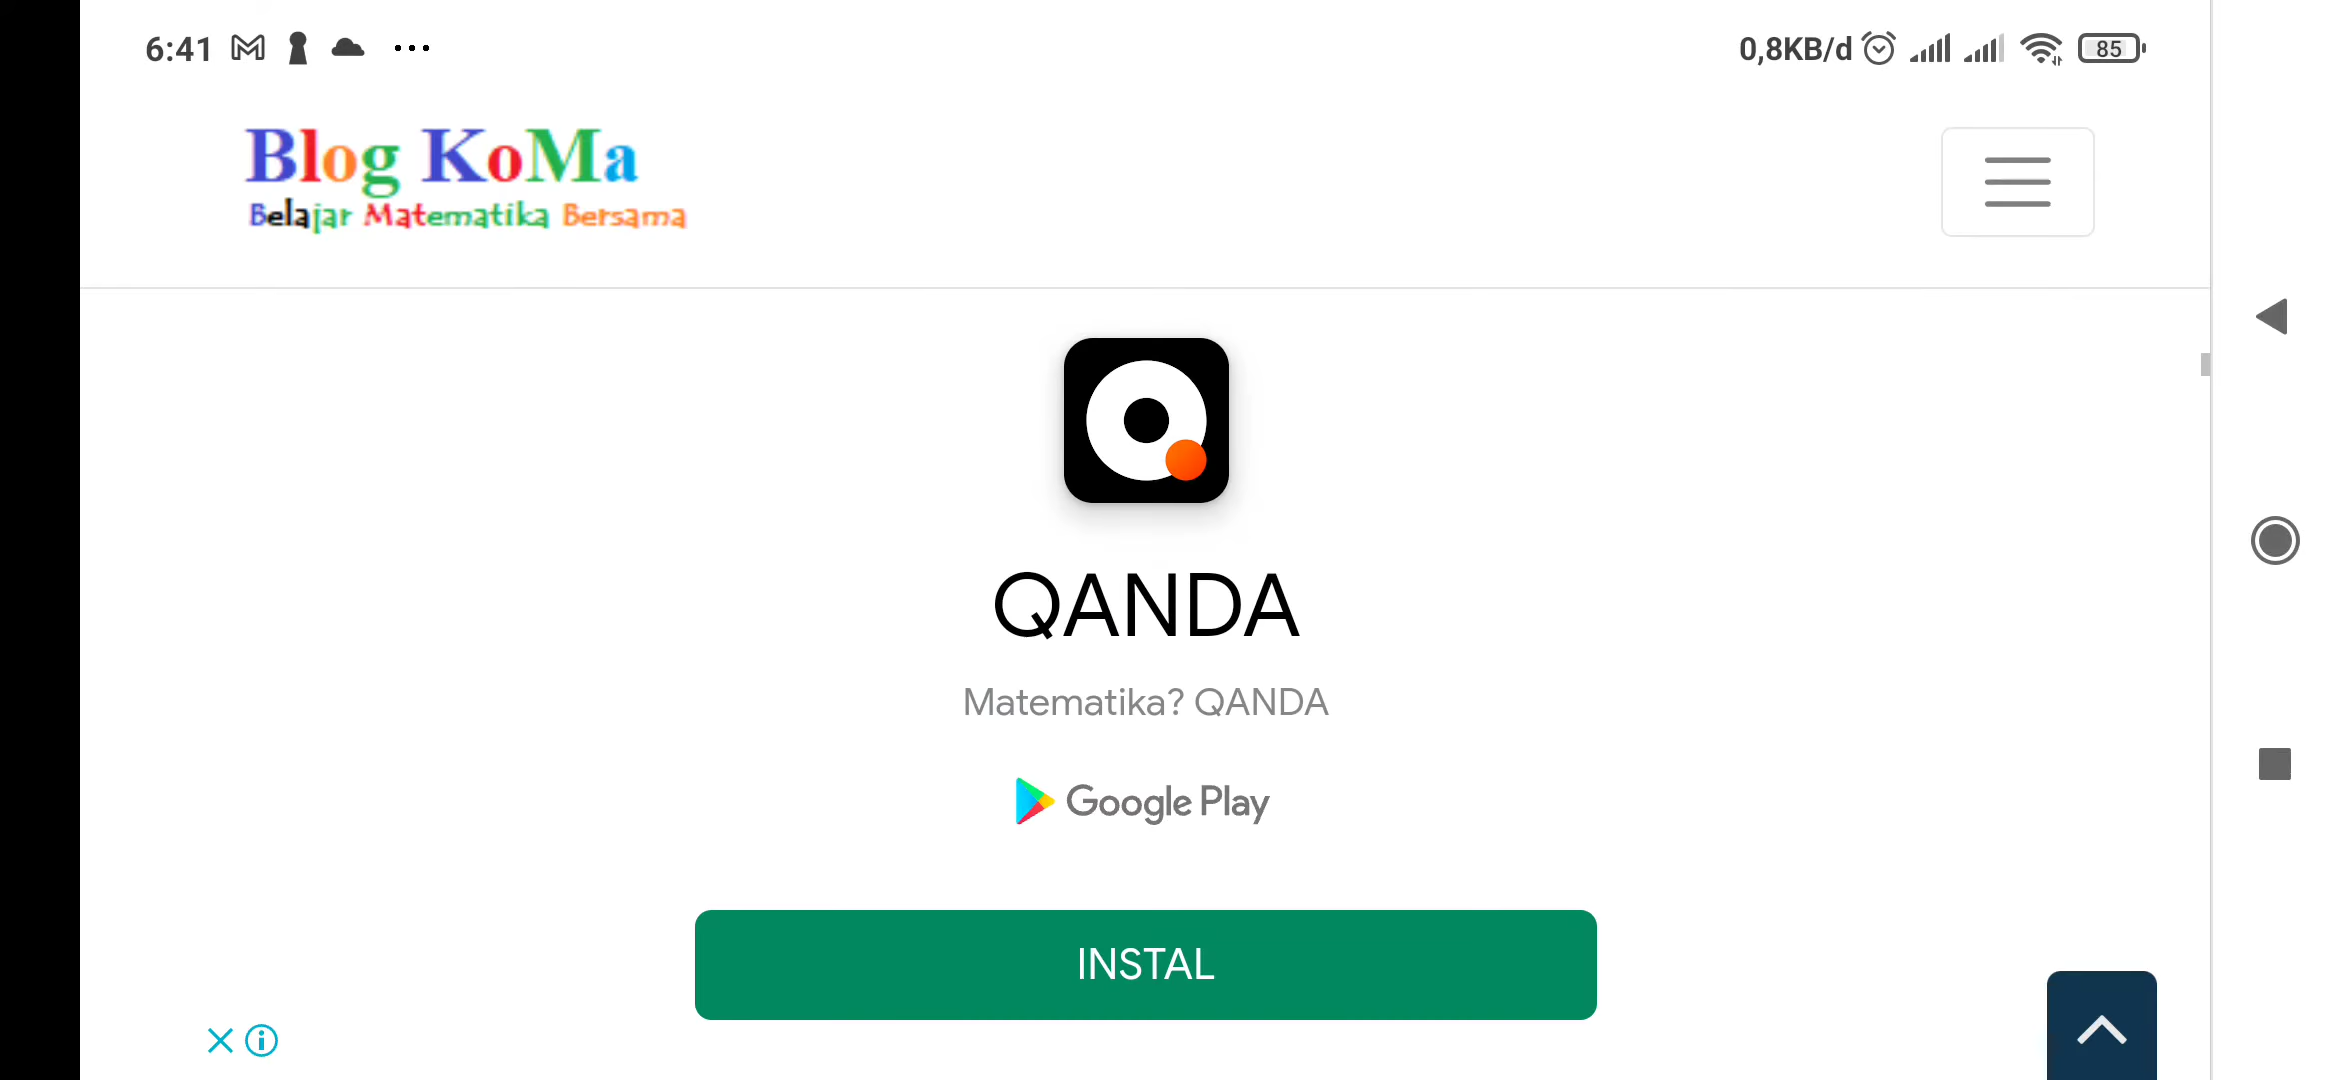 6:41
0,8KB/d
85
Blog KoMa
Belajar Matematika Bersama
QANDA
Matematika? QANDA
Google Play
INSTAL